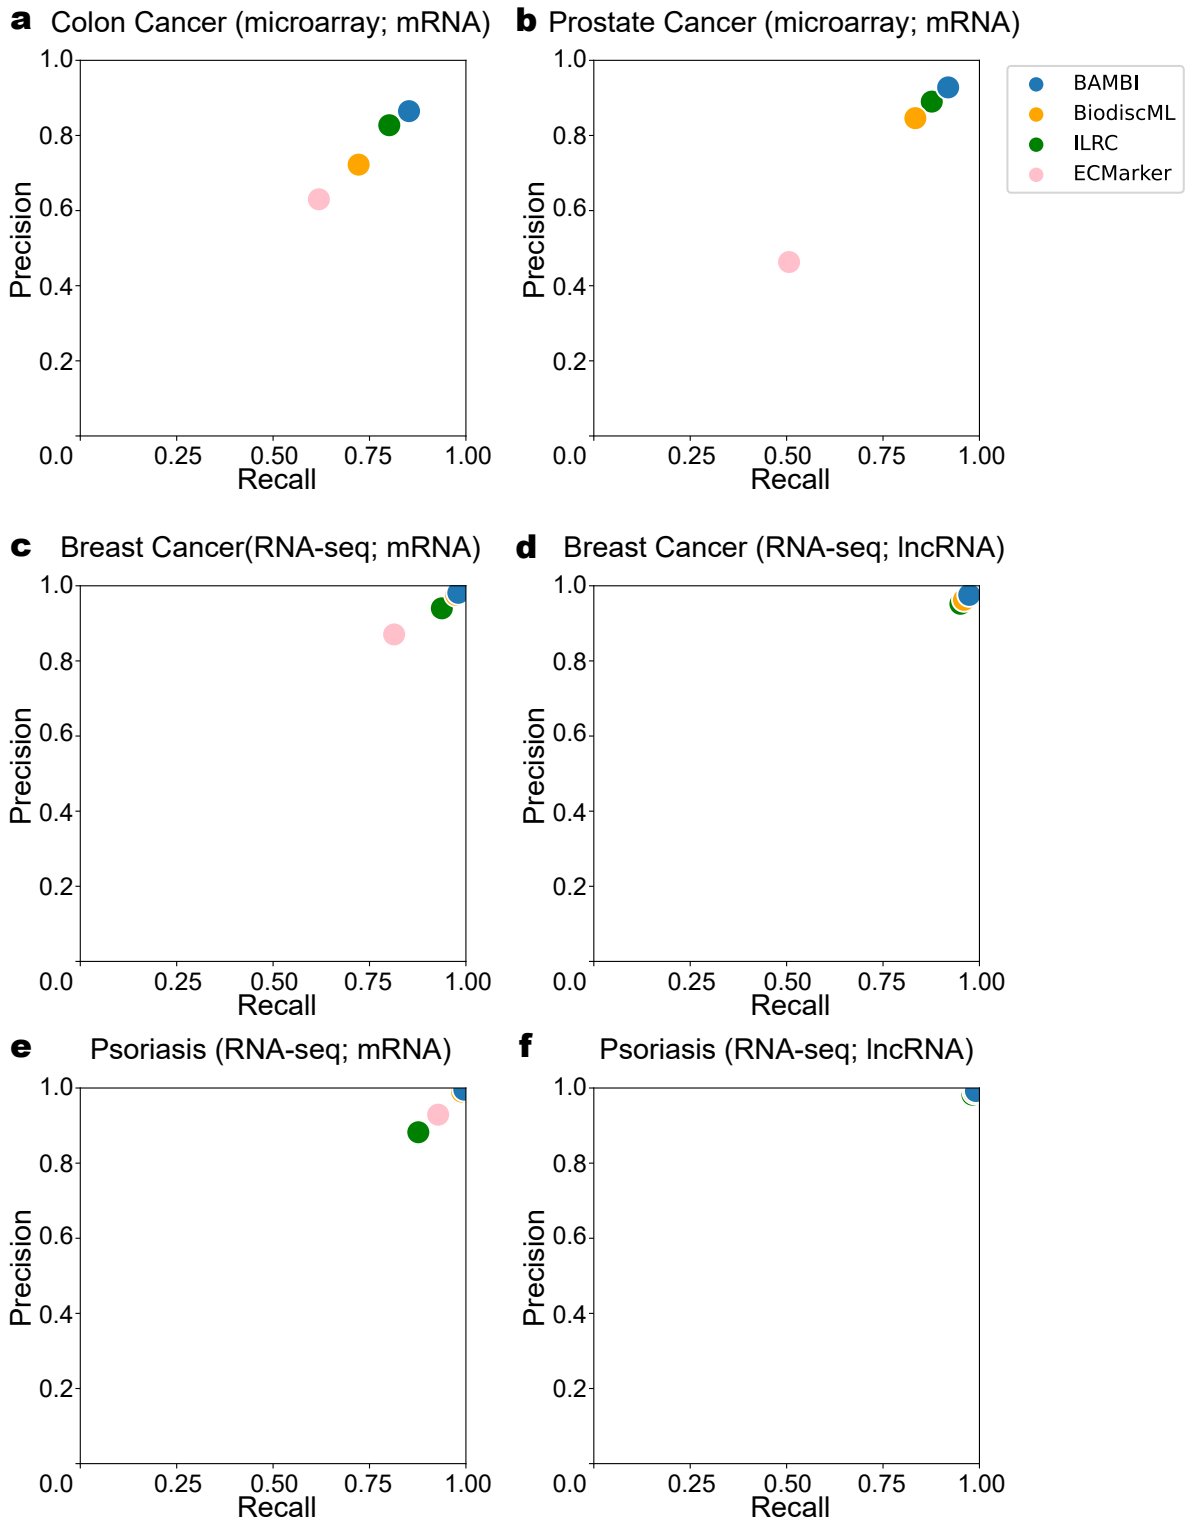 a Colon Cancer (microarray; mRNA)
1.0
0.8
0.6
0.4
0.2
0.0
0.25
0.50
0.75
1.00
Precision
Recall
b Prostate Cancer (microarray; mRNA)
1.0
0.8
0.6
0.4
0.2
0.0
0.25
0.50
0.75
1.00
Precision
Recall
BAMBI
BiodiscML
ILRC
ECMarker
c Breast Cancer(RNA-seq; mRNA)
1.0
0.8
0.6
0.4
0.2
0.0
0.25
0.50
0.75
1.00
Precision
Recall
d Breast Cancer (RNA-seq; lncRNA)
1.0
0.8
0.6
0.4
0.2
0.0
0.25
0.50
0.75
1.00
Precision
Recall
e Psoriasis (RNA-seq; mRNA)
1.0
0.8
0.6
0.4
0.2
0.0
0.25
0.50
0.75
1.00
Precision
Recall
f Psoriasis (RNA-seq; lncRNA)
1.0
0.8
0.6
0.4
0.2
0.0
0.25
0.50
0.75
1.00
Precision
Recall